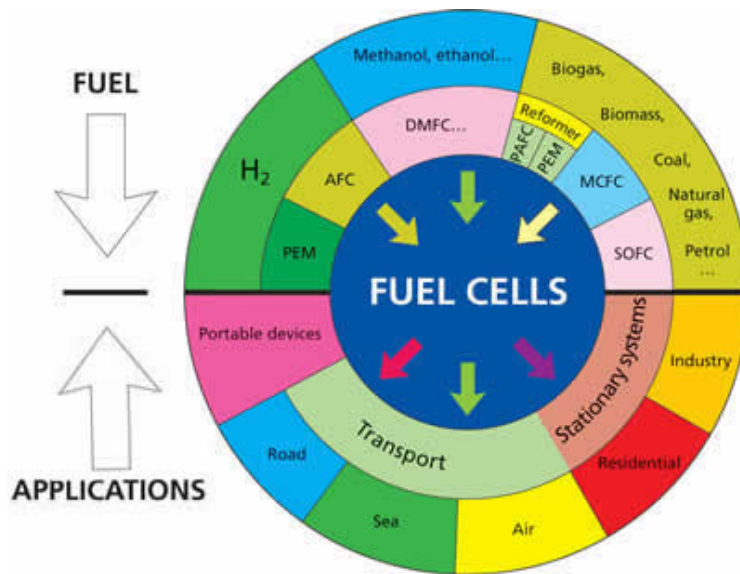 FUEL
Methanol, ethanol...
Biogas,
Biomass,
Coal,
Natural
gas,
Petrol
...
H₂
DMFC...
Reformer
PAFC
PEM
AFC
MCFC
PEM
SOFC
FUEL CELLS
Portable devices
Stationary systems
Industry
Transport
Road
Residential
Sea
Air
APPLICATIONS